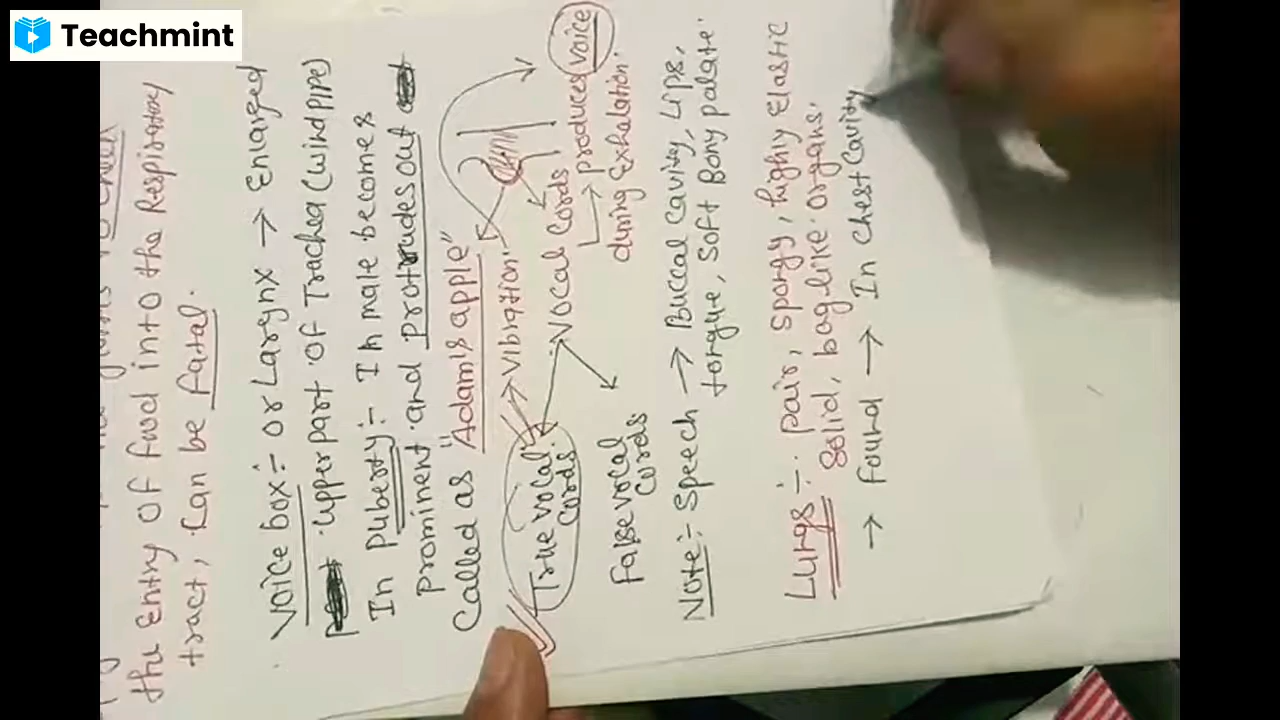 Teachmint
the Entry of food into the Respiratory
tract, can be fatal.
Voice box:- or Larynx → Enlarged
upper part of Trachea (wind pipe)
In puberty:- In male becomes
prominent and protrudes out
Called as "Adam's apple"
→ Vibration.
True vocal cords.
Vocal cords
↳ produces voice
during Exhalation.
False vocal
cords.
Note:- Speech → Buccal Cavity, Lips,
tongue, Soft Bony palate.
Lungs:- pair, spongy, highly Elastic
Solid, bag like organs.
→ found → In chest Cavity